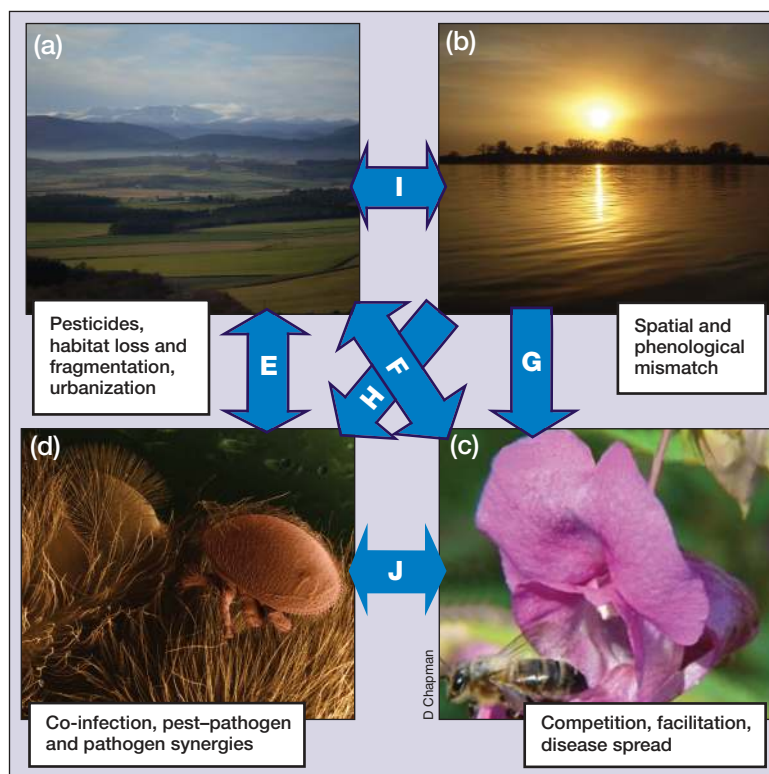 (a)
(b)
I
Pesticides,
habitat loss and
fragmentation,
urbanization
E
F
H
G
Spatial and
phenological
mismatch
(d)
(c)
J
D Chapman
Co-infection, pest–pathogen
and pathogen synergies
Competition, facilitation,
disease spread